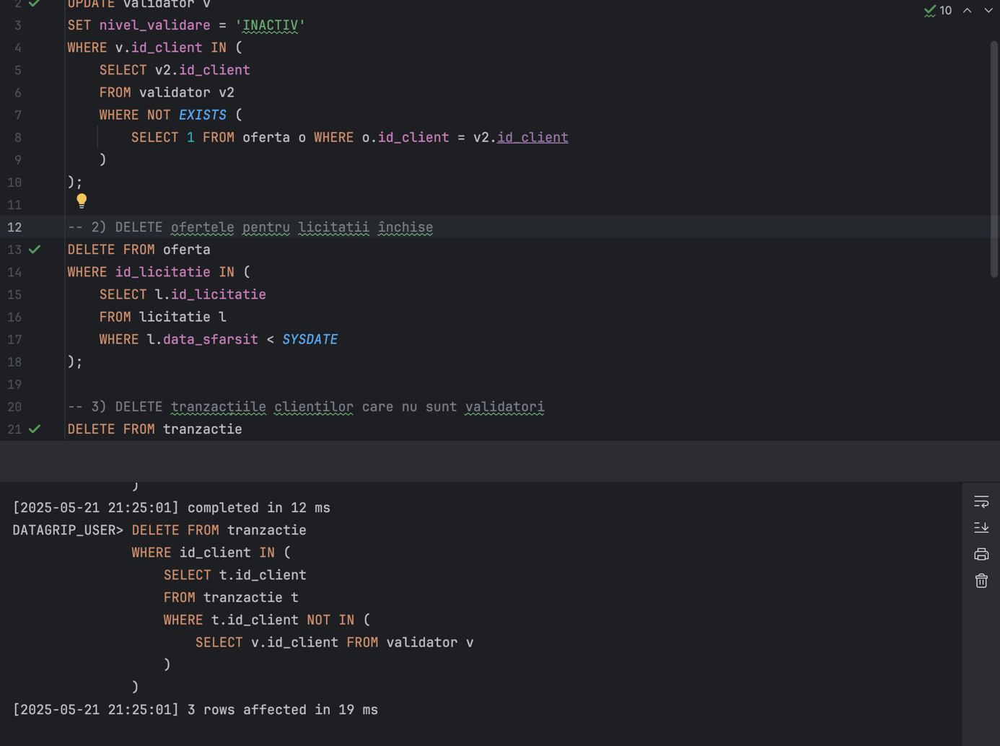 2 UPDATE validator v
10
3 SET nivel_validare = 'INACTIV'
4 WHERE v.id_client IN (
5 SELECT v2.id_client
6 FROM validator v2
7 WHERE NOT EXISTS (
8 SELECT 1 FROM oferta o WHERE o.id_client = v2.id_client
9 )
10 );
11
12 -- 2) DELETE ofertele pentru licitatii închise
13 DELETE FROM oferta
14 WHERE id_licitatie IN (
15 SELECT l.id_licitatie
16 FROM licitatie l
17 WHERE l.data_sfarsit < SYSDATE
18 );
19
20 -- 3) DELETE tranzacțiile clienților care nu sunt validatori
21 DELETE FROM tranzactie
)
[2025-05-21 21:25:01] completed in 12 ms
DATAGRIP_USER> DELETE FROM tranzactie
WHERE id_client IN (
SELECT t.id_client
FROM tranzactie t
WHERE t.id_client NOT IN (
SELECT v.id_client FROM validator v
)
)
[2025-05-21 21:25:01] 3 rows affected in 19 ms